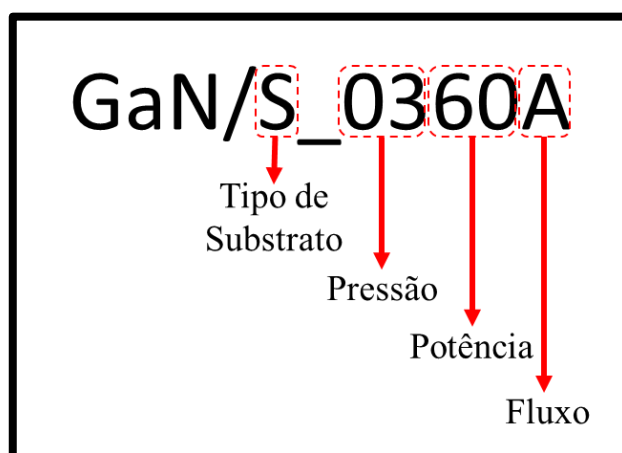 GaN/S_0360A
Tipo de
Substrato
Pressão
Potência
Fluxo